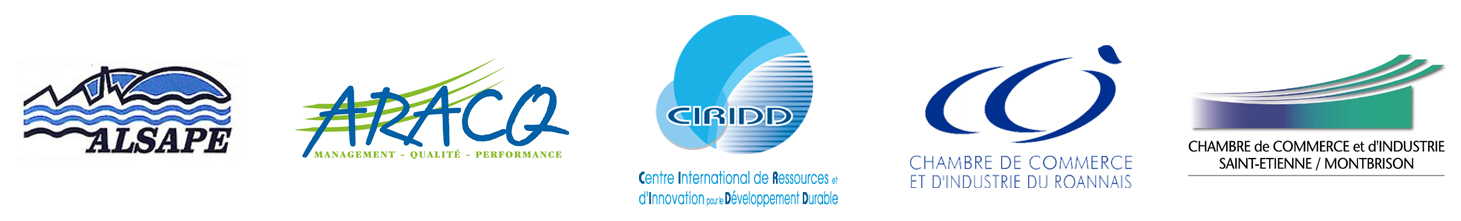 ALSAPE
ARACQ
MANAGEMENT - QUALITÉ - PERFORMANCE
CIRIDD
Centre International de Ressources et
d'Innovation pour le Développement Durable
CCI
CHAMBRE DE COMMERCE
ET D'INDUSTRIE DU ROANNAIS
CHAMBRE de COMMERCE et d'INDUSTRIE
SAINT-ETIENNE / MONTBRISON